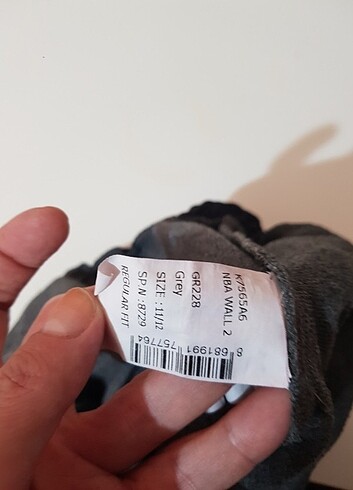 K7565A6
NBA WALL 2
GR228
Grey
SIZE : 11/12
SP.N : 8729
REGULAR FIT
8 681991 757764